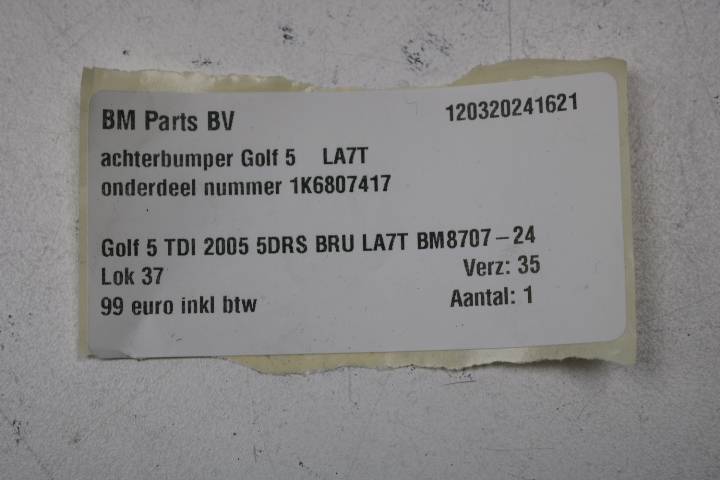 BM Parts BV 120320241621
achterbumper Golf 5 LA7T
onderdeel nummer 1K6807417
Golf 5 TDI 2005 5DRS BRU LA7T BM8707-24
Lok 37 Verz: 35
99 euro inkl btw Aantal: 1